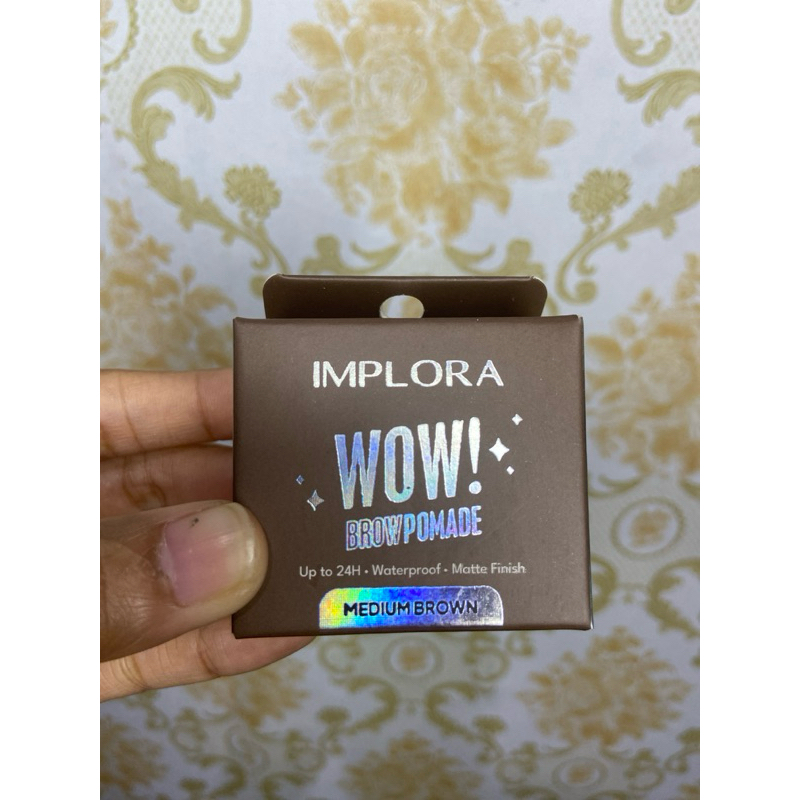 IMPLORA
WOW!
BROWPOMADE
Up to 24H • Waterproof • Matte Finish
MEDIUM BROWN